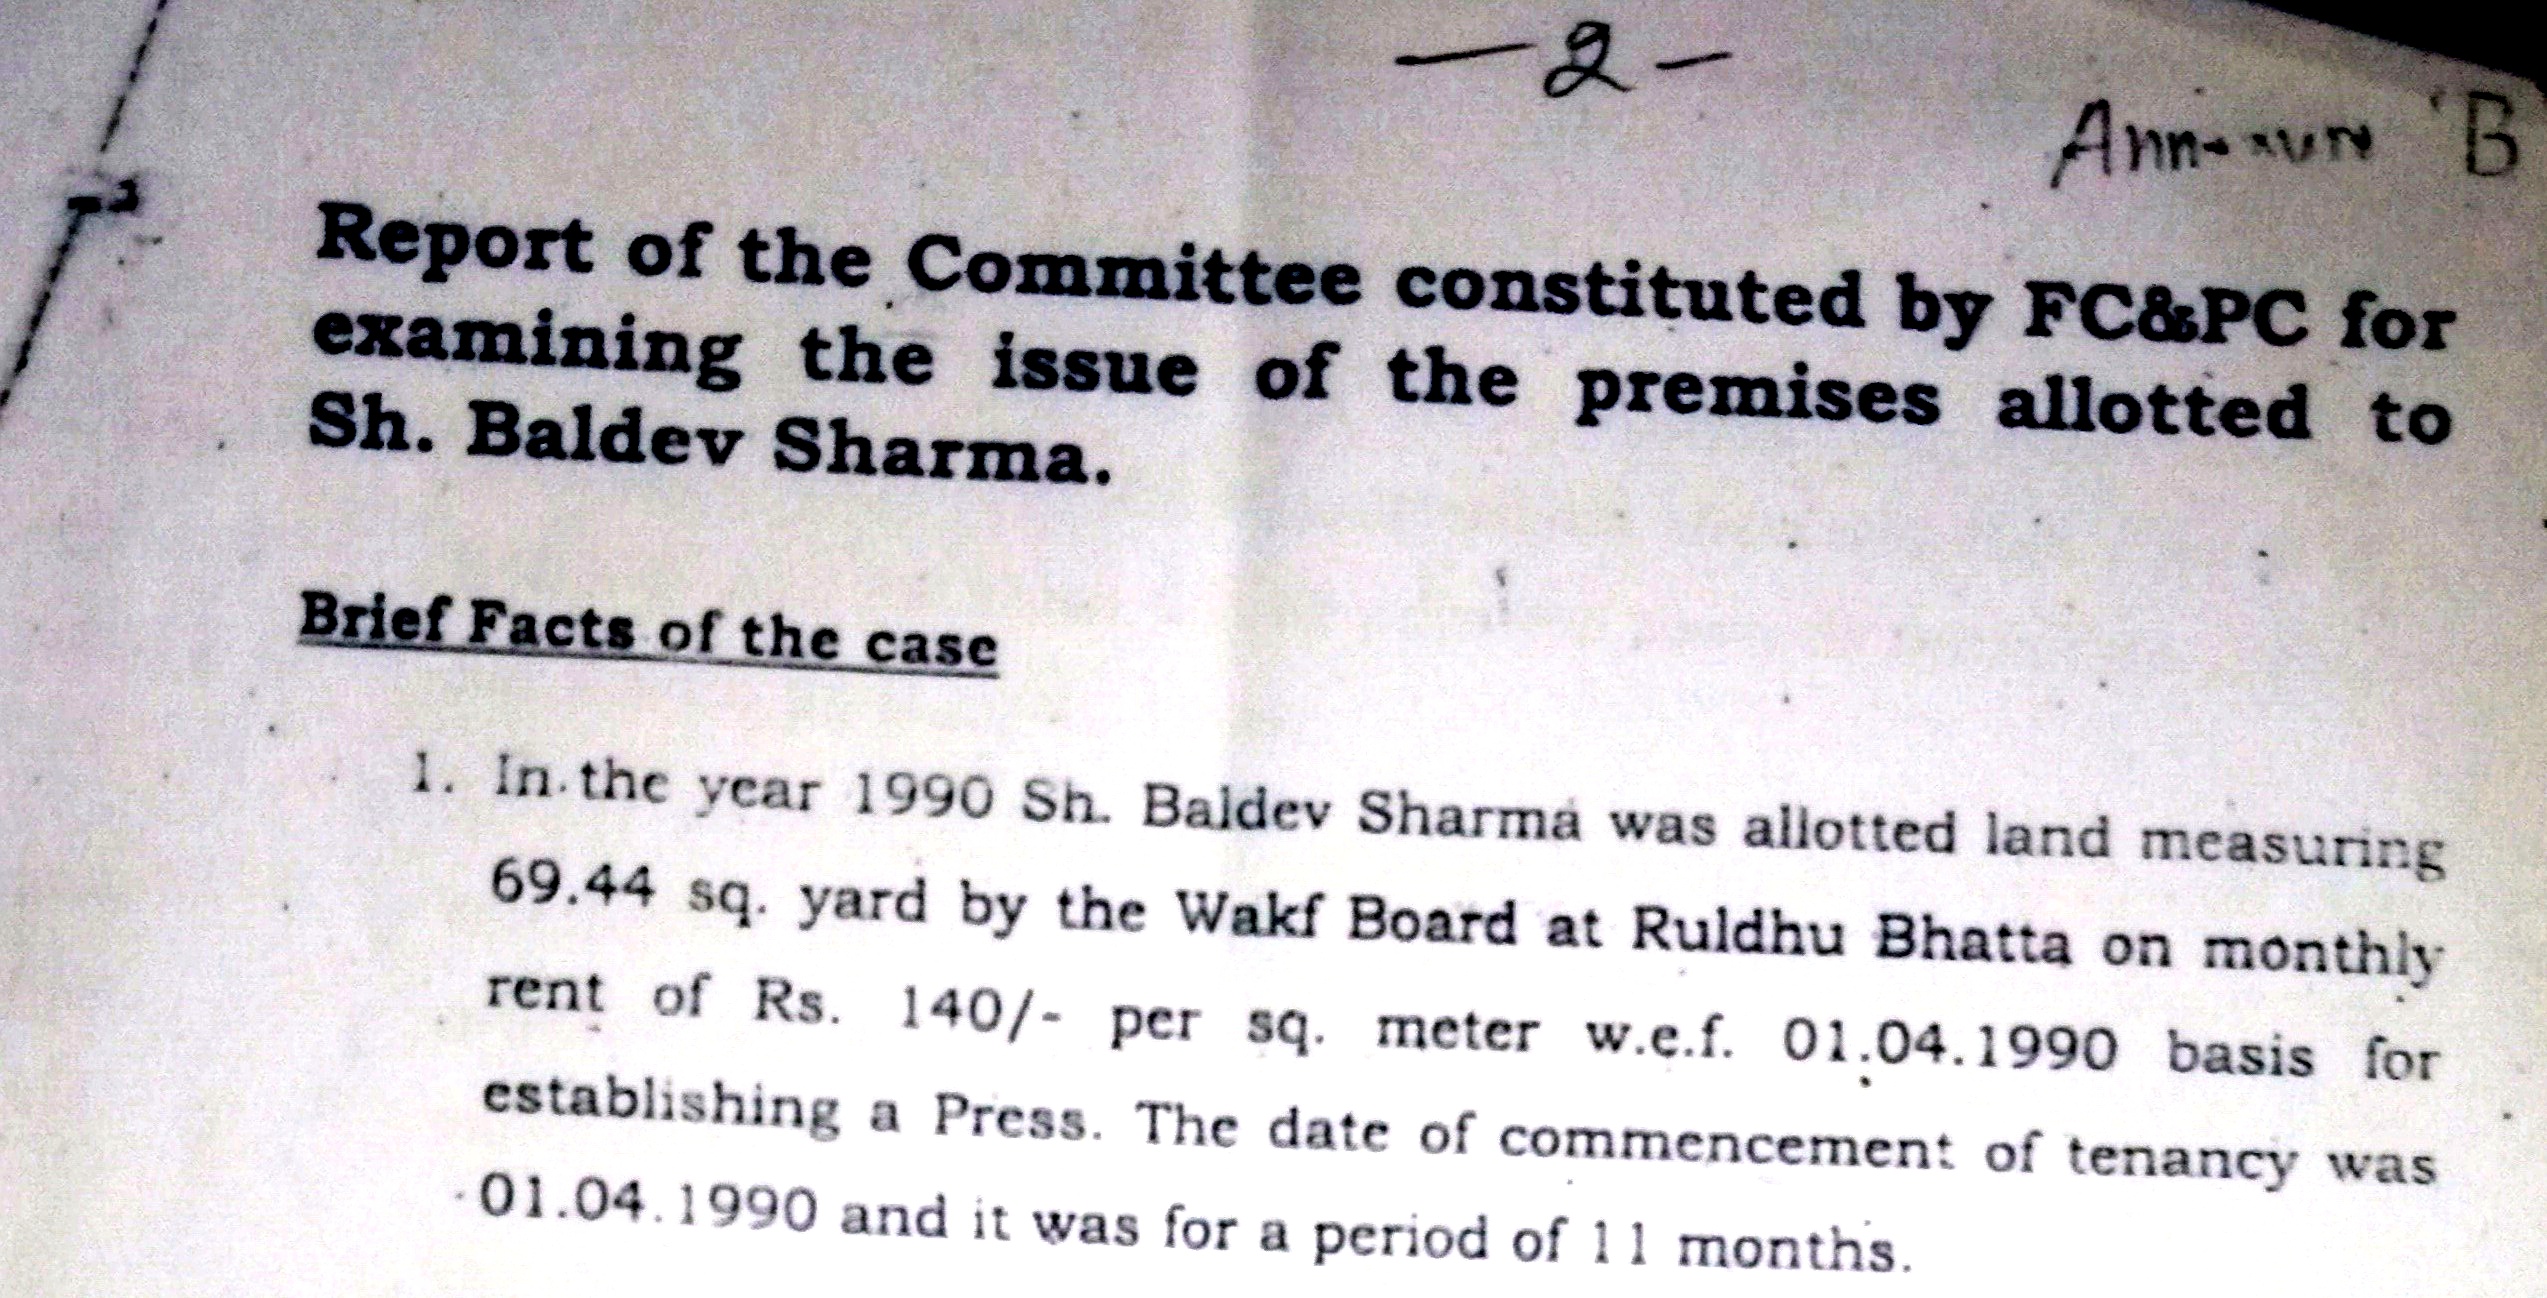 —2—
Annexure 'B
Report of the Committee constituted by FC&PC for
examining the issue of the premises allotted to
Sh. Baldev Sharma.
Brief Facts of the case
1. In the year 1990 Sh. Baldev Sharma was allotted land measuring
69.44 sq. yard by the Wakf Board at Ruldhu Bhatta on monthly
rent of Rs. 140/- per sq. meter w.e.f. 01.04.1990 basis for
establishing a Press. The date of commencement of tenancy was
01.04.1990 and it was for a period of 11 months.